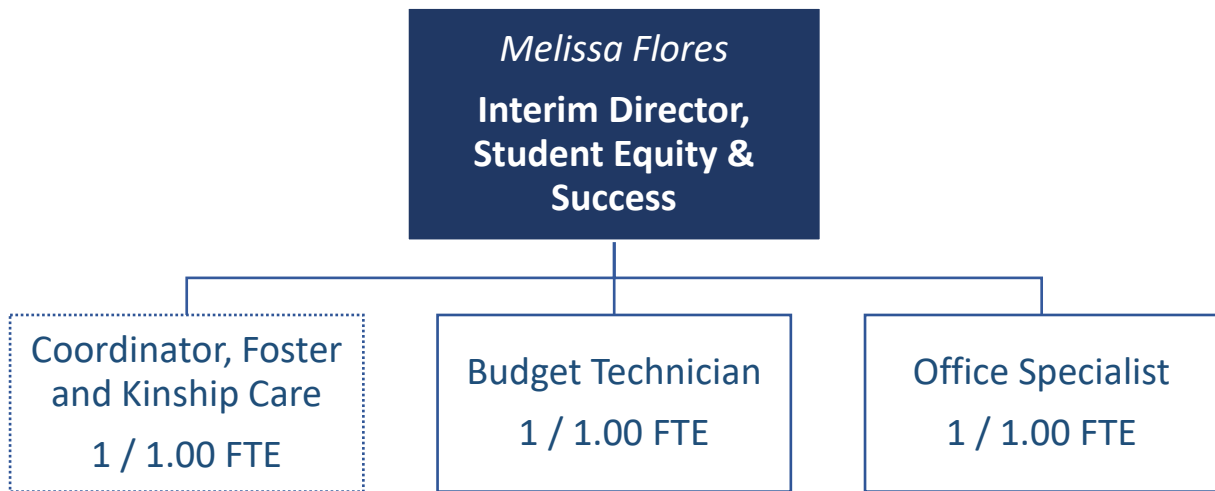 Melissa Flores
Interim Director,
Student Equity &
Success
Coordinator, Foster
and Kinship Care
1 / 1.00 FTE
Budget Technician
1 / 1.00 FTE
Office Specialist
1 / 1.00 FTE